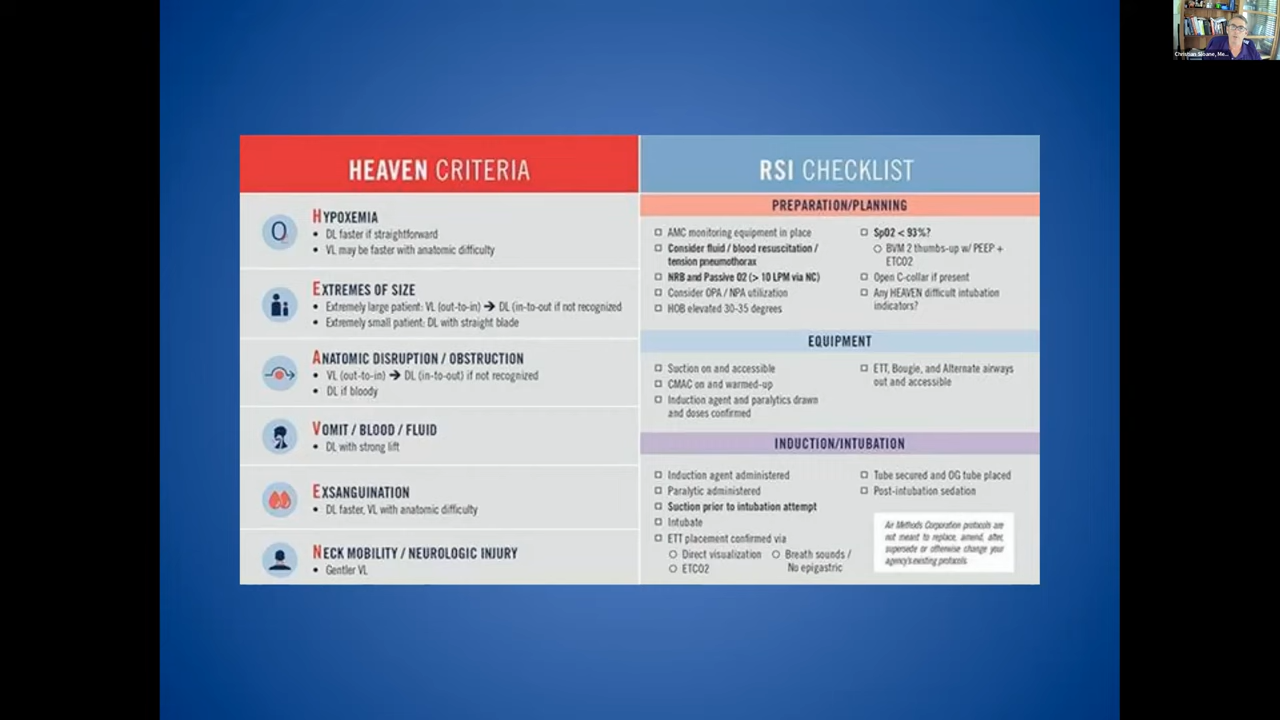 HEAVEN CRITERIA
HYPOXEMIA
• DL faster if straightforward
• VL may be faster with anatomic difficulty
EXTREMES OF SIZE
• Extremely large patient: VL (out-to-in) → DL (in-to-out if not recognized
• Extremely small patient: DL with straight blade
ANATOMIC DISRUPTION / OBSTRUCTION
• VL (out-to-in) → DL (in-to-out) if not recognized
• DL if bloody
VOMIT / BLOOD / FLUID
• DL with strong lift
EXSANGUINATION
• DL faster, VL with anatomic difficulty
NECK MOBILITY / NEUROLOGIC INJURY
• Gentler VL
RSI CHECKLIST
PREPARATION/PLANNING
AMC monitoring equipment in place
Consider fluid / blood resuscitation /
tension pneumothorax
NRB and Passive O2 (> 10 LPM via NC)
Consider OPA / NPA utilization
HOB elevated 30-35 degrees
SpO2 < 93%?
BVM 2 thumbs-up w/ PEEP +
ETCO2
Open C-collar if present
Any HEAVEN difficult intubation
indicators?
EQUIPMENT
Suction on and accessible
CMAC on and warmed-up
Induction agent and paralytics drawn
and doses confirmed
ETT, Bougie, and Alternate airways
out and accessible
INDUCTION/INTUBATION
Induction agent administered
Paralytic administered
Suction prior to intubation attempt
Intubate
ETT placement confirmed via
Direct visualization
ETCO2
Breath sounds /
No epigastric
Tube secured and OG tube placed
Post-intubation sedation
Air Methods Corporation protocols are
not meant to replace, amend, alter,
supersede or otherwise change your
agency's existing protocols.
Christian Sloane, Me...